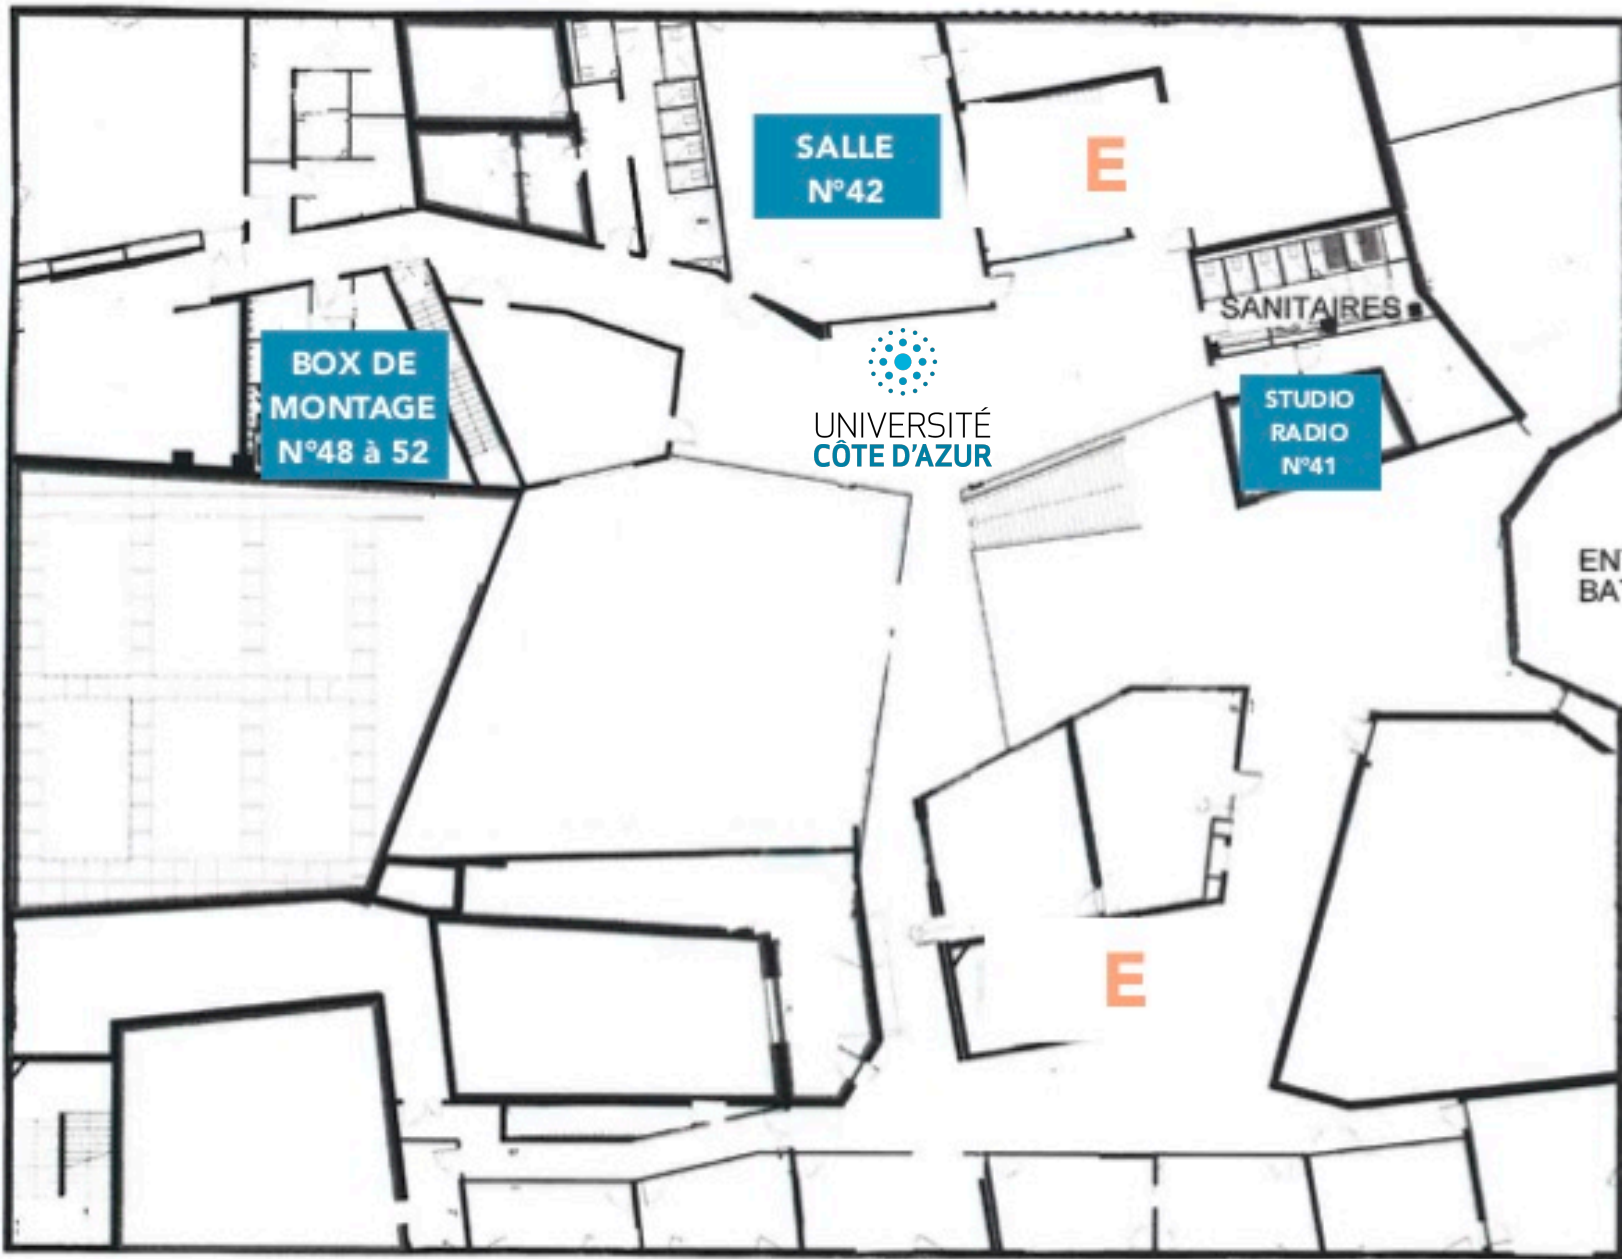 SALLE
N°42
E
SANITAIRES
BOX DE
MONTAGE
N°48 à 52
UNIVERSITÉ
CÔTE D'AZUR
STUDIO
RADIO
N°41
EN
BA
E